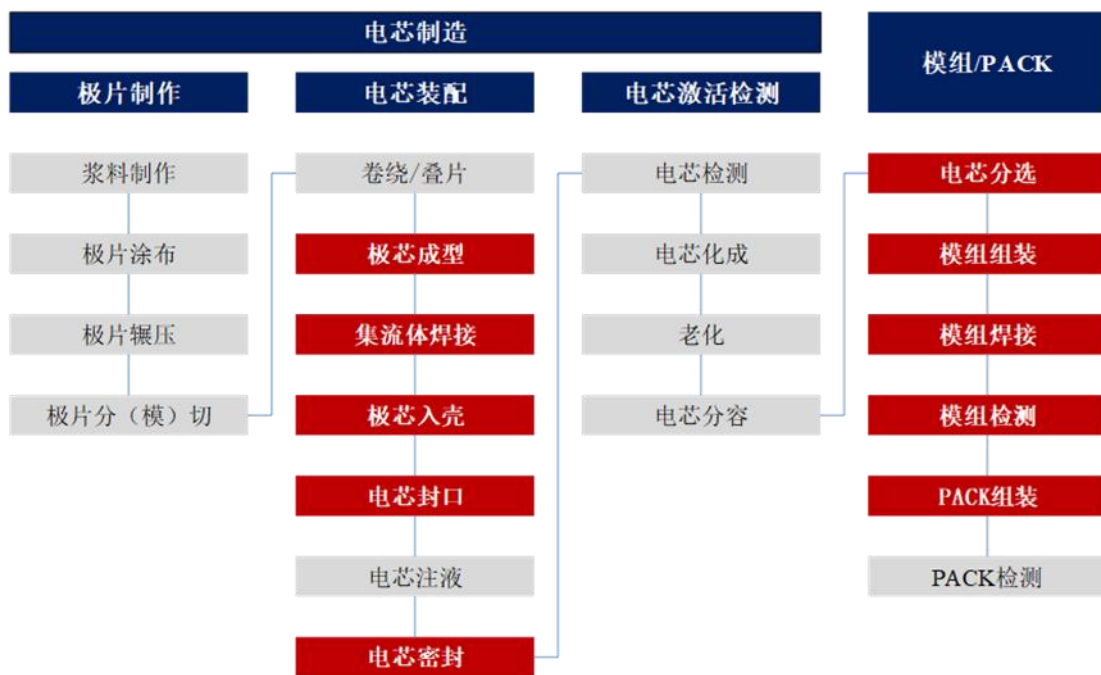 电芯制造
模组/PACK
极片制作
电芯装配
电芯激活检测
浆料制作
极片涂布
极片辗压
极片分（模）切
卷绕/叠片
极芯成型
集流体焊接
极芯入壳
电芯封口
电芯注液
电芯密封
电芯检测
电芯化成
老化
电芯分容
电芯分选
模组组装
模组焊接
模组检测
PACK组装
PACK检测